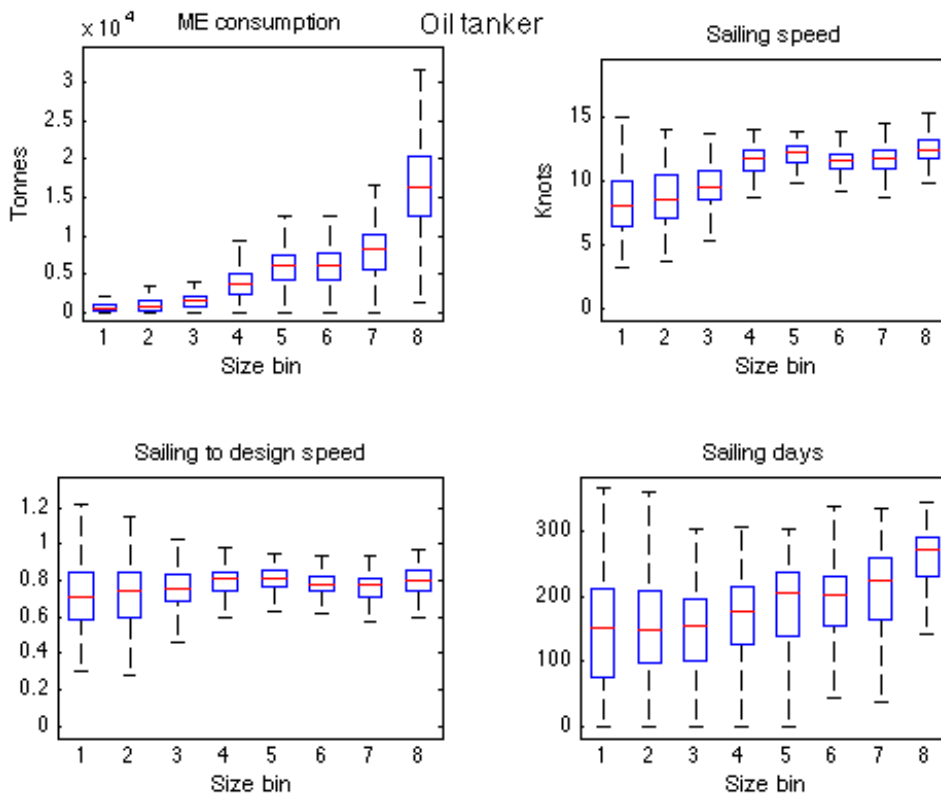 × 10^4 ME consumption Oil tanker Sailing speed
3
2.5
2
1.5
1
0.5
0
Tonnes
1 2 3 4 5 6 7 8
Size bin
15
10
5
0
Knots
1 2 3 4 5 6 7 8
Size bin
Sailing to design speed
1.2
1
0.8
0.6
0.4
0.2
0
1 2 3 4 5 6 7 8
Size bin
Sailing days
300
200
100
0
1 2 3 4 5 6 7 8
Size bin